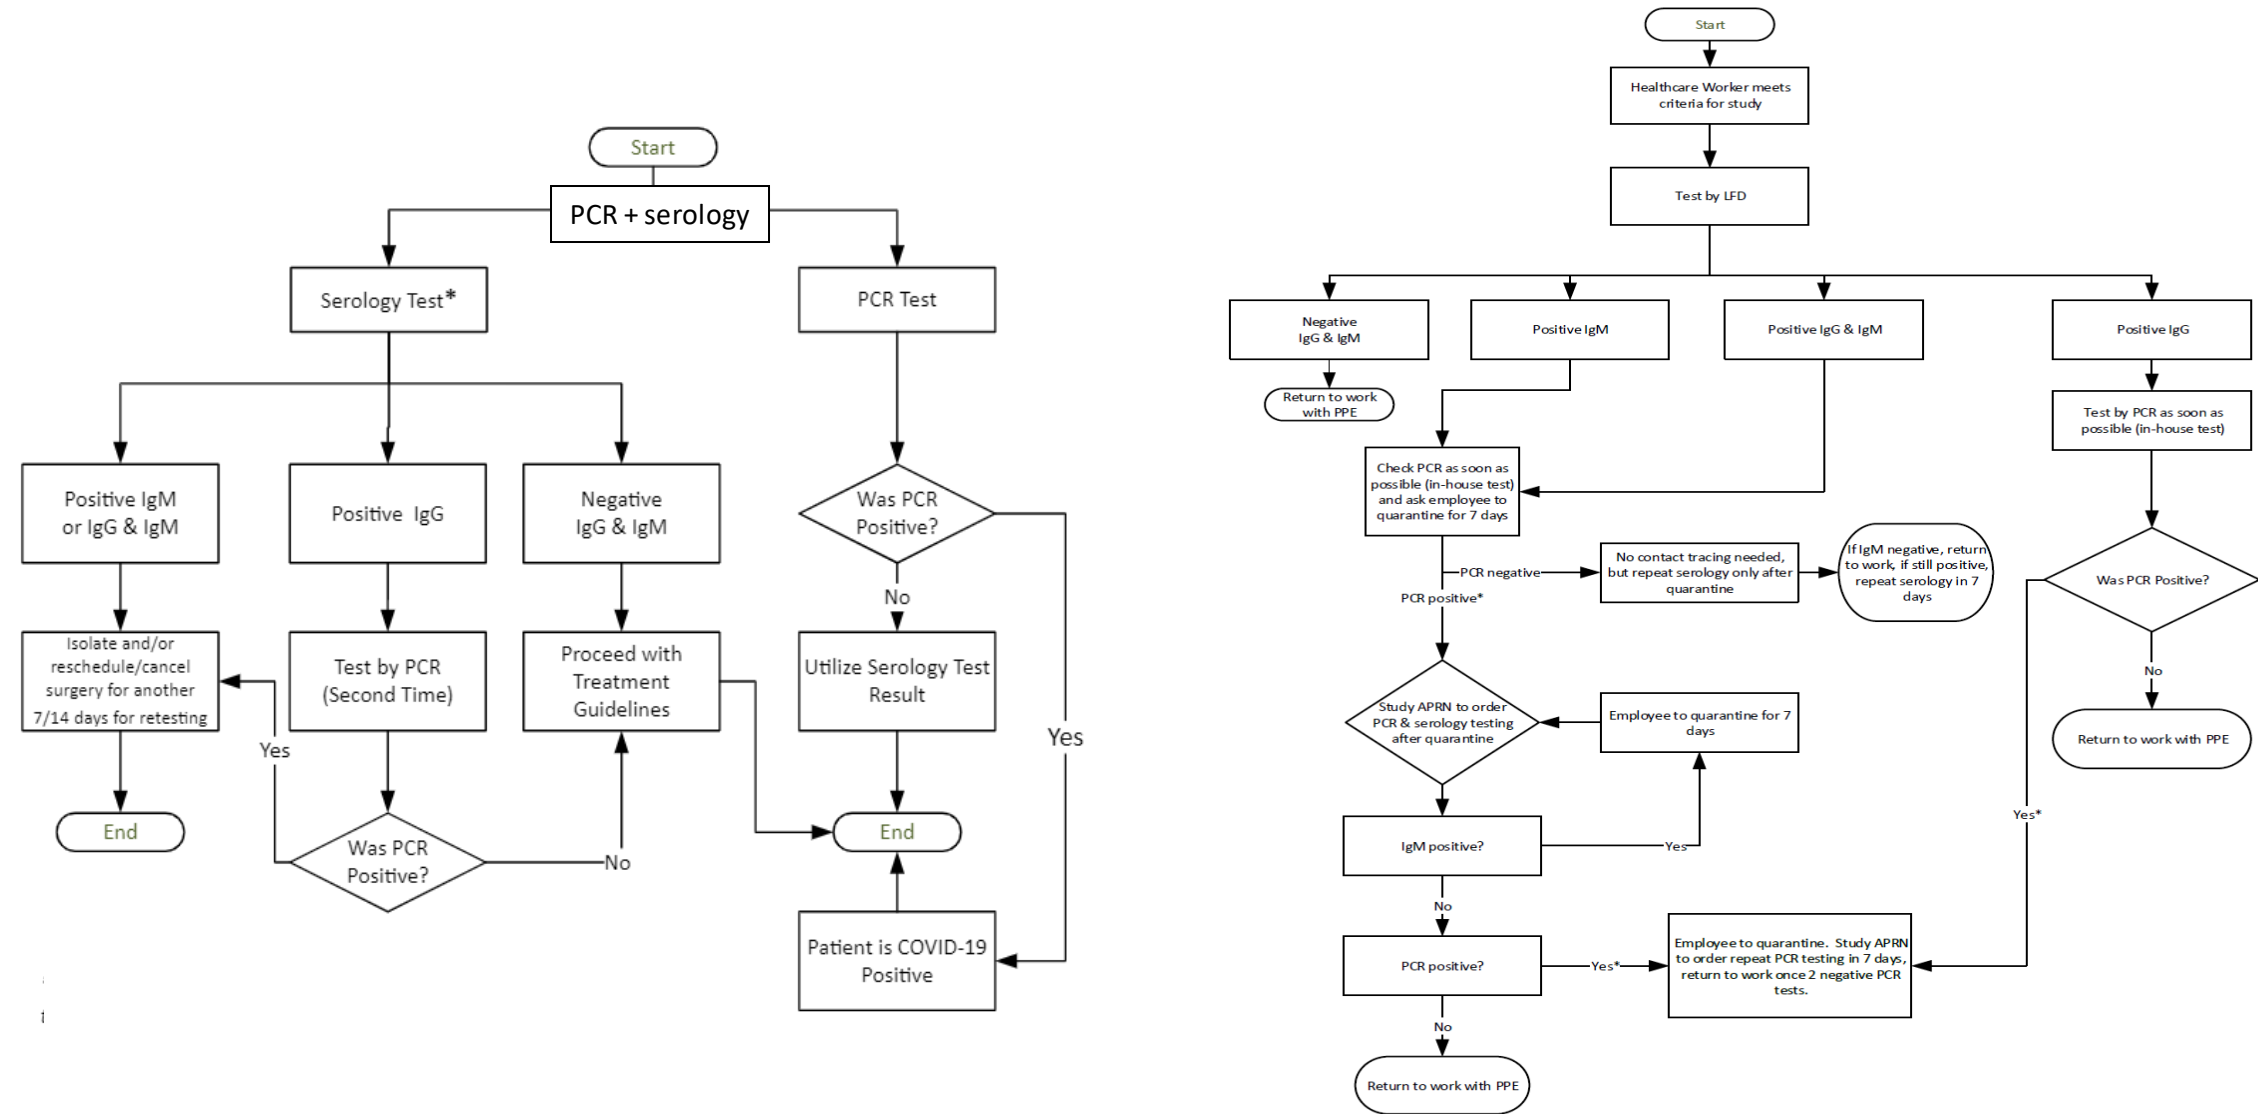 Start
PCR + serology
Serology Test*
PCR Test
Positive IgM
or IgG & IgM
Positive IgG
Negative
IgG & IgM
Was PCR
Positive?
No
Yes
Isolate and/or
reschedule/cancel
surgery for another
7/14 days for retesting
Test by PCR
(Second Time)
Proceed with
Treatment
Guidelines
Utilize Serology Test
Result
Yes
End
Was PCR
Positive?
No
End
Patient is COVID-19
Positive
Start
Healthcare Worker meets
criteria for study
Test by LFD
Negative
IgG & IgM
Positive IgM
Positive IgG & IgM
Positive IgG
Return to work
with PPE
Test by PCR as soon as
possible (in-house test)
Check PCR as soon as
possible (in-house test)
and ask employee to
quarantine for 7 days
PCR negative
No contact tracing needed,
but repeat serology only after
quarantine
If IgM negative, return
to work, if still positive,
repeat serology in 7
days
Was PCR Positive?
PCR positive*
No
Study APRN to order
PCR & serology testing
after quarantine
Employee to quarantine for 7
days
Return to work with PPE
Yes*
IgM positive?
Yes
No
PCR positive?
Yes*
Employee to quarantine. Study APRN
to order repeat PCR testing in 7 days,
return to work once 2 negative PCR
tests.
No
Return to work with PPE